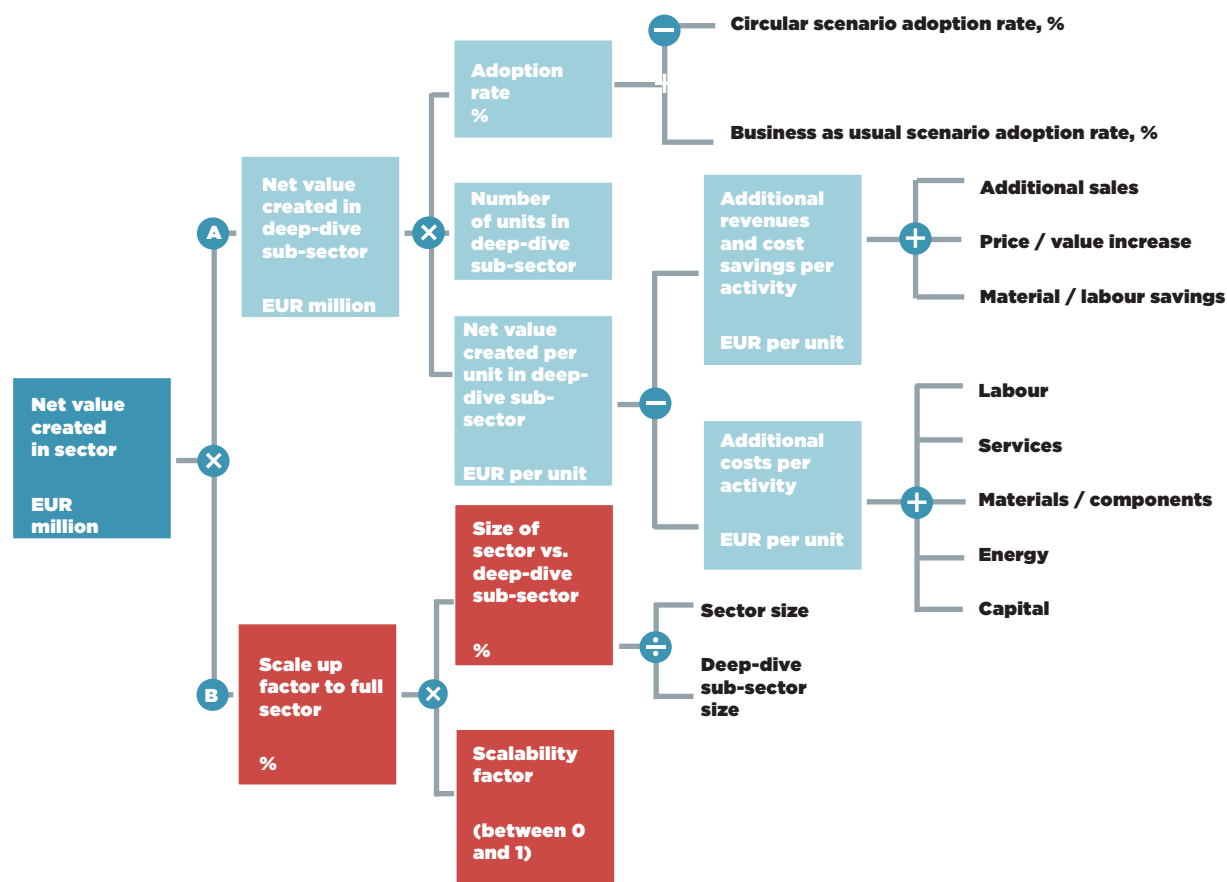 Circular scenario adoption rate, %
−
Adoption
rate
%
+
Business as usual scenario adoption rate, %
Net value
created in
deep-dive
sub-sector
EUR million
A
×
Number
of units in
deep-dive
sub-sector
Additional
revenues
and cost
savings per
activity
EUR per unit
+
Additional sales
Price / value increase
Material / labour savings
Net value
created per
unit in deep-
dive sub-
sector
EUR per unit
−
Net value
created
in sector
EUR
million
×
Additional
costs per
activity
EUR per unit
+
Labour
Services
Materials / components
Energy
Capital
Size of
sector vs.
deep-dive
sub-sector
%
÷
Sector size
Deep-dive
sub-sector
size
B
Scale up
factor to full
sector
%
×
Scalability
factor
(between 0
and 1)